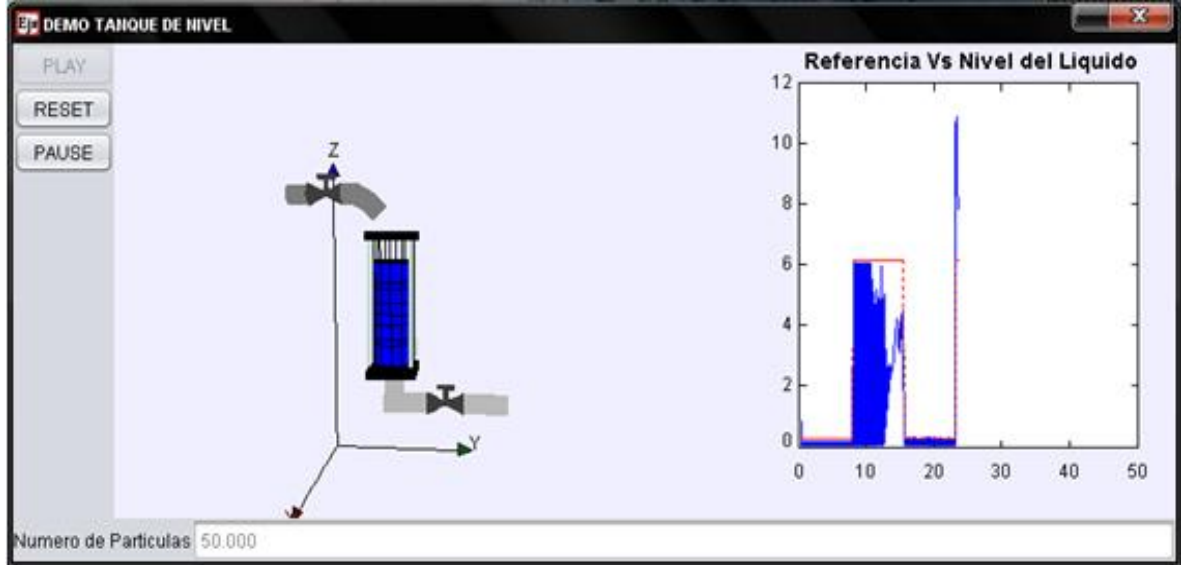 Ejs DEMO TANQUE DE NIVEL
PLAY
RESET
PAUSE
Z
Y
Referencia Vs Nivel del Liquido
12
10
8
6
4
2
0
0 10 20 30 40 50
Numero de Particulas 50.000